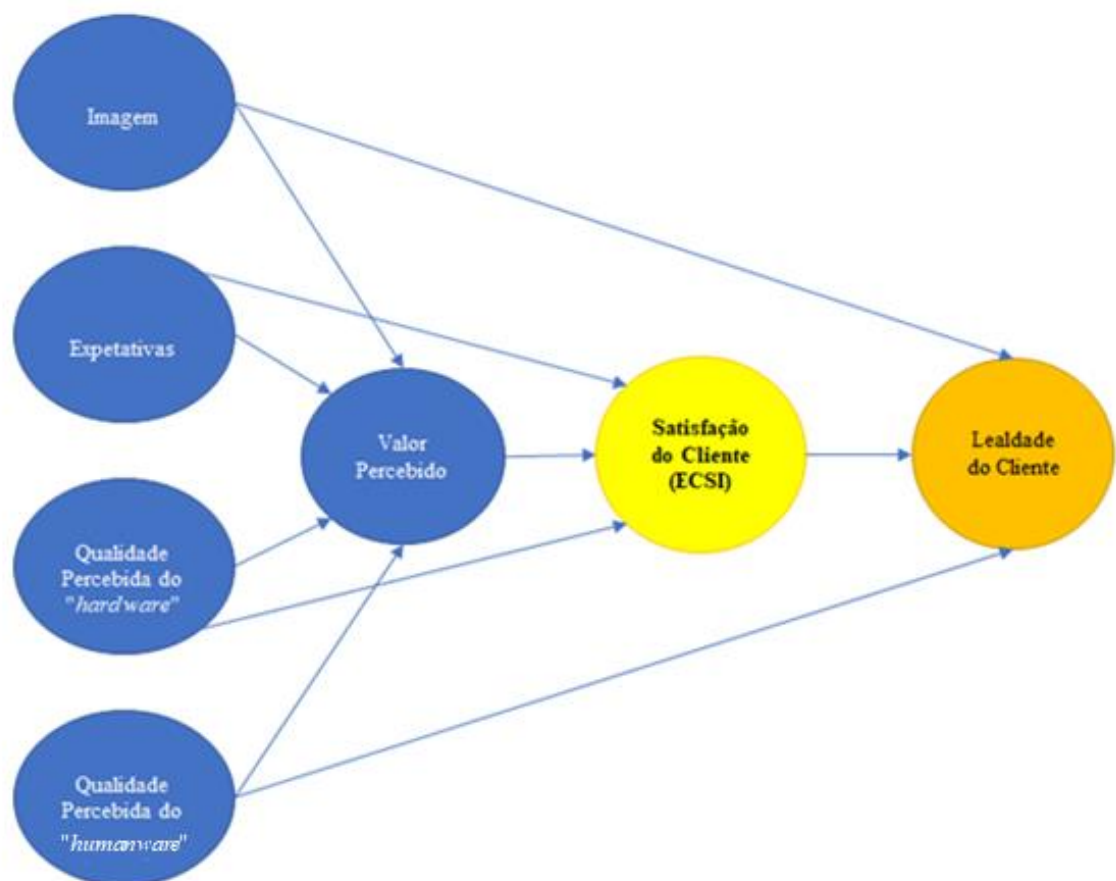 Imagem
Expetativas
Valor
Percebido
Satisfação
do Cliente
(ECSI)
Lealdade
do Cliente
Qualidade
Percebida do
"hardware"
Qualidade
Percebida do
"humanware"